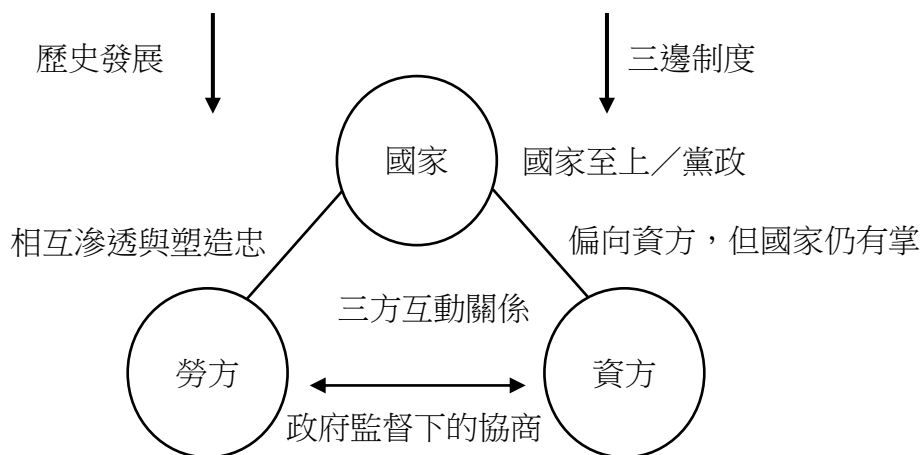 歷史發展
三邊制度
國家
國家至上／黨政
相互滲透與塑造忠
偏向資方，但國家仍有掌
三方互動關係
勞方
資方
政府監督下的協商